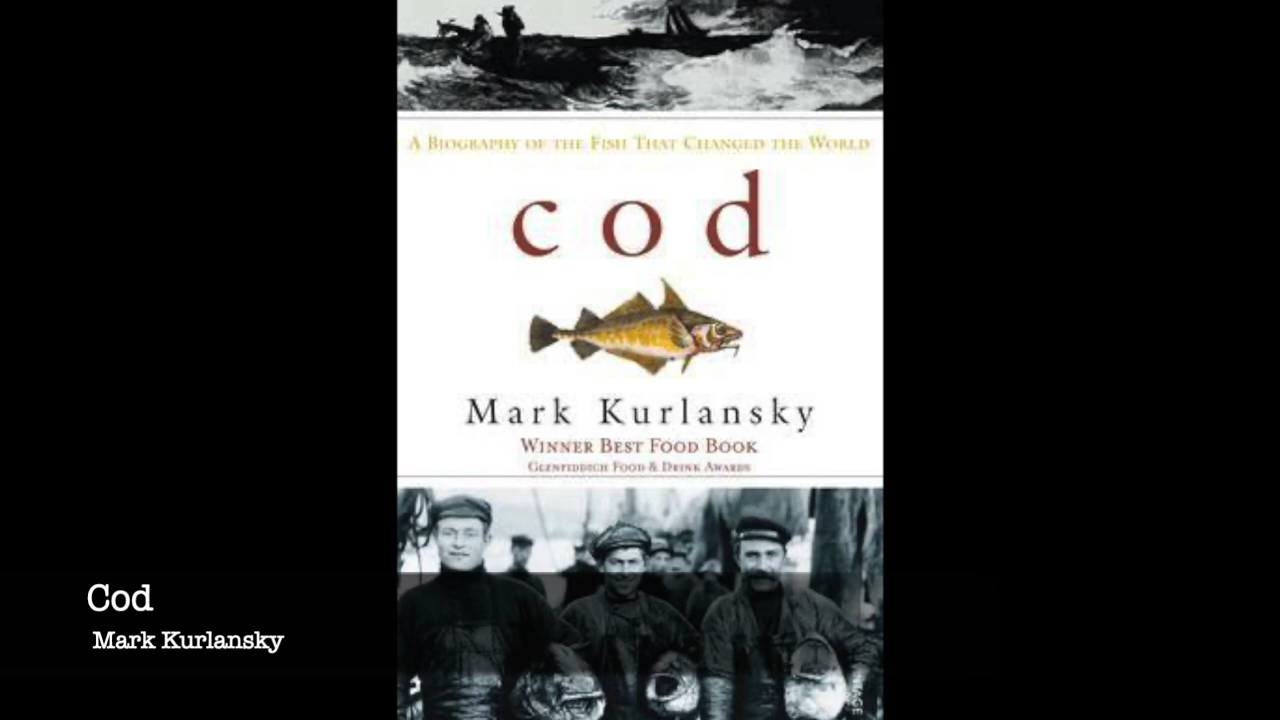 A Biography of the Fish That Changed the World
cod
Mark Kurlansky
Winner Best Food Book
Glenfiddich Food & Drink Awards
Cod
Mark Kurlansky